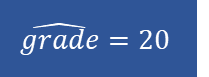 $\widehat{grade} = 20$